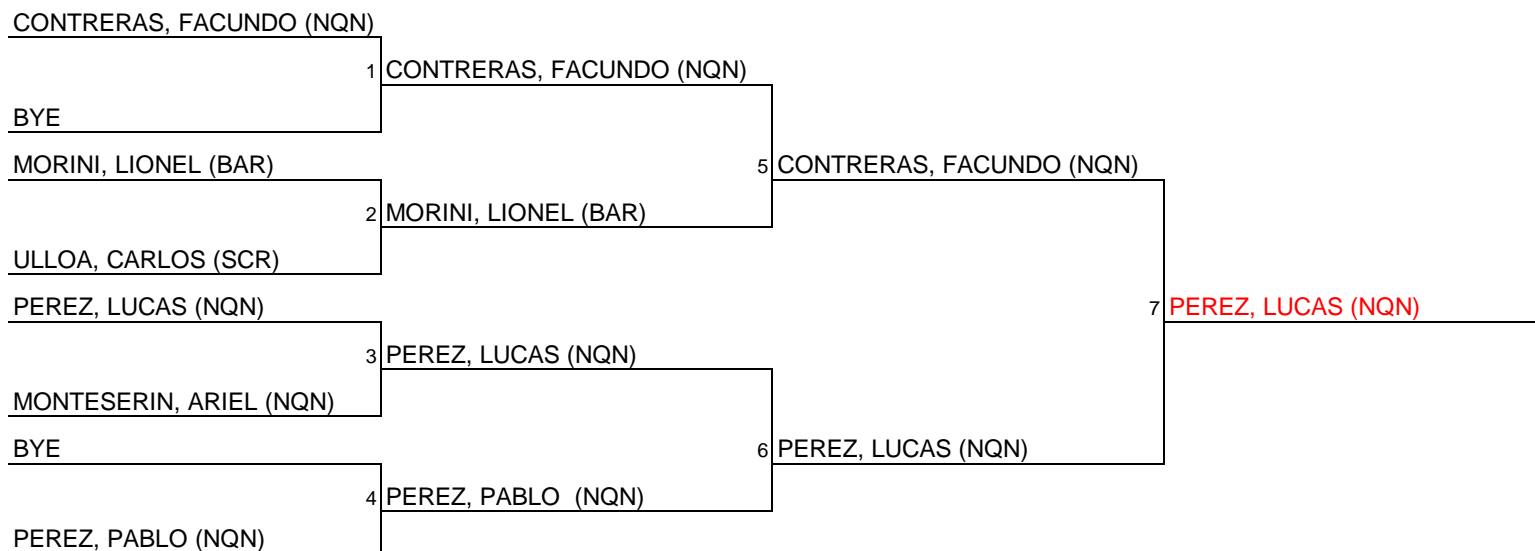 CONTRERAS, FACUNDO (NQN)
1 CONTRERAS, FACUNDO (NQN)
BYE
MORINI, LIONEL (BAR)
5 CONTRERAS, FACUNDO (NQN)
2 MORINI, LIONEL (BAR)
ULLOA, CARLOS (SCR)
PEREZ, LUCAS (NQN)
7 PEREZ, LUCAS (NQN)
3 PEREZ, LUCAS (NQN)
MONTESERIN, ARIEL (NQN)
BYE
6 PEREZ, LUCAS (NQN)
4 PEREZ, PABLO  (NQN)
PEREZ, PABLO (NQN)